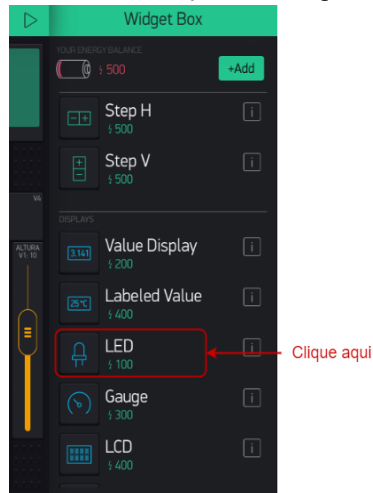 Widget Box
YOUR ENERGY BALANCE
500
+Add
Step H
500
Step V
500
V4
DISPLAYS
ALTURA
V1: 10
3.141
Value Display
200
25°C
Labeled Value
400
LED
100
Clique aqui
Gauge
300
LCD
400